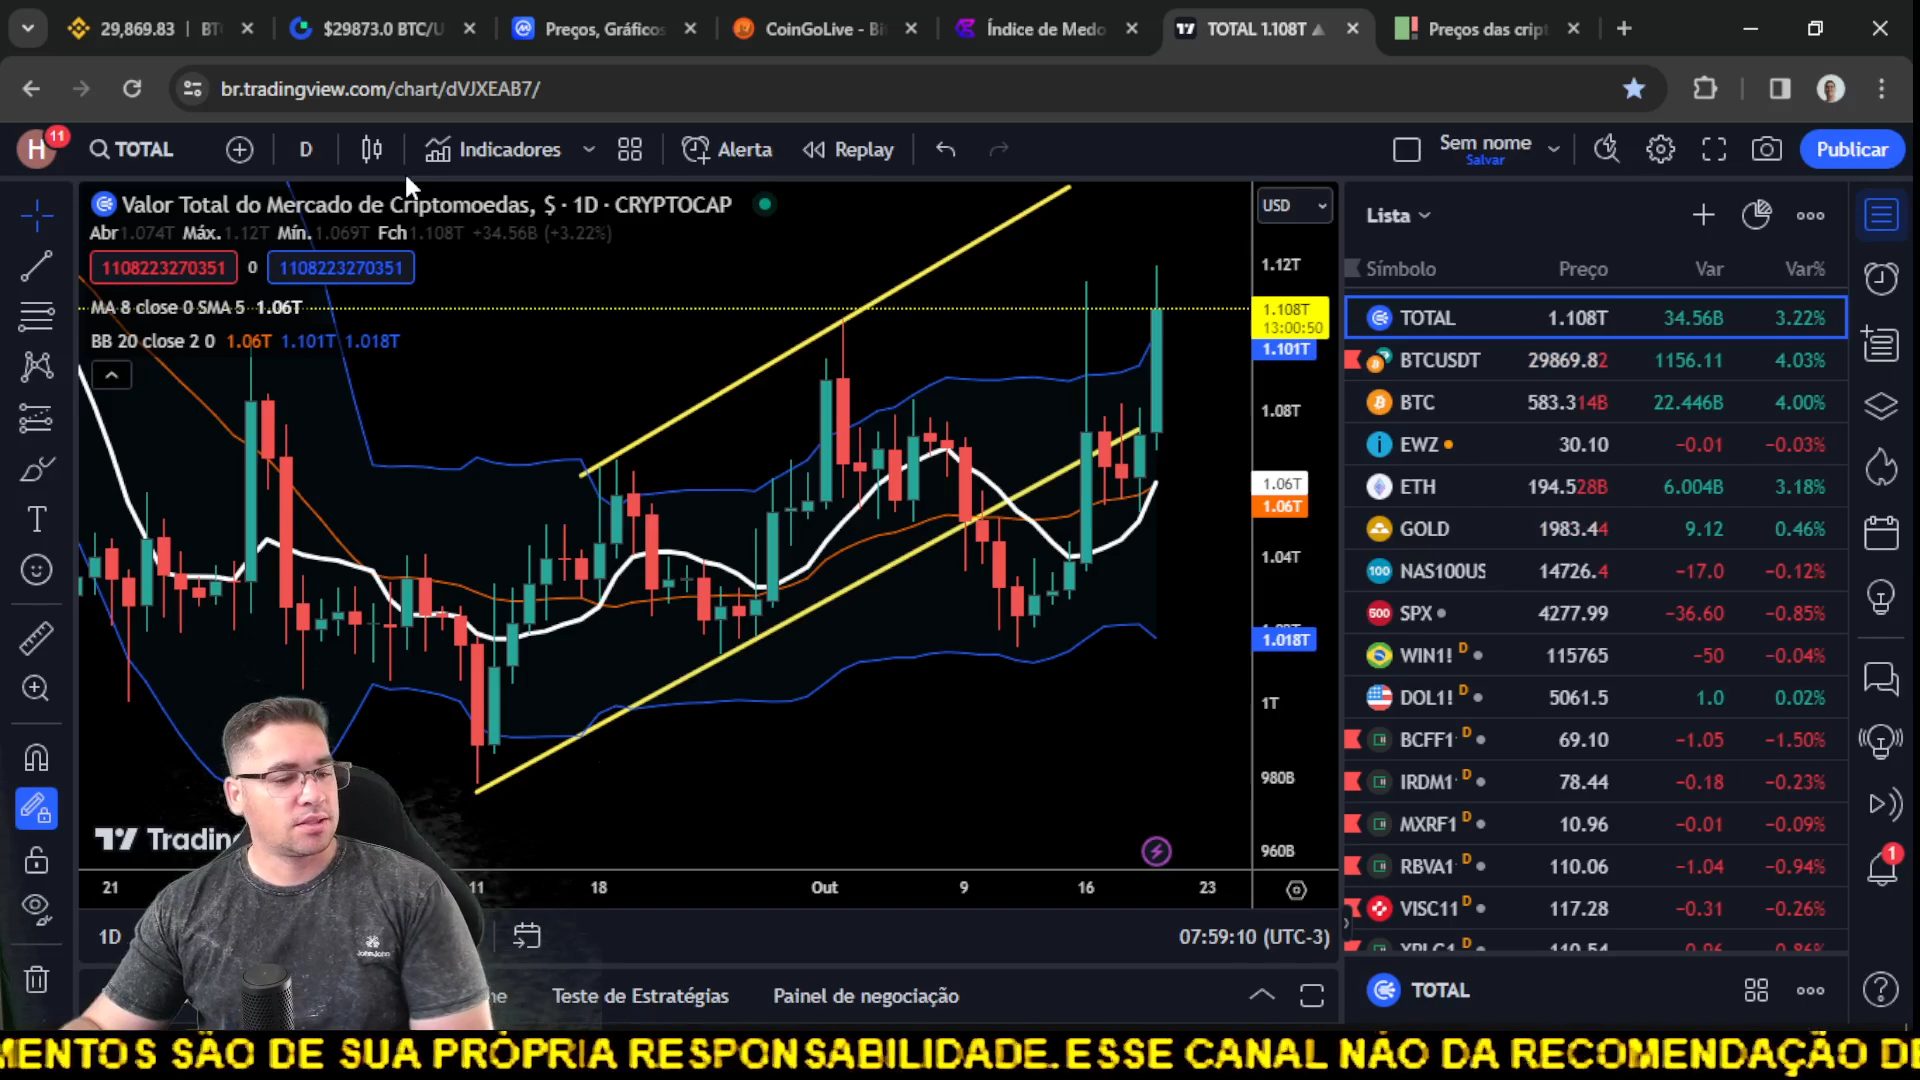 29,869.83 | BT
$29873.0 BTC/U
Preços, Gráficos
CoinGoLive - Bi
Índice de Medo
TOTAL 1.108T
Preços das cript
br.tradingview.com/chart/dVJXEAB7/
H 11
TOTAL
D
Indicadores
Alerta
Replay
Sem nome
Salvar
Publicar
Valor Total do Mercado de Criptomoedas, $ · 1D · CRYPTOCAP
Abr 1.074T Máx. 1.12T Mín. 1.069T Fch 1.108T +34.56B (+3.22%)
1108223270351 0 1108223270351
MA 8 close 0 SMA 5 1.06T
BB 20 close 2 0 1.06T 1.101T 1.018T
USD
1.12T
1.108T
13:00:50
1.101T
1.08T
1.06T
1.06T
1.04T
1.018T
1T
980B
960B
21
11
18
Out
9
16
23
1D
07:59:10 (UTC-3)
Teste de Estratégias
Painel de negociação
Lista
Símbolo Preço Var Var%
TOTAL 1.108T 34.56B 3.22%
BTCUSDT 29869.82 1156.11 4.03%
BTC 583.314B 22.446B 4.00%
EWZ 30.10 −0.01 −0.03%
ETH 194.528B 6.004B 3.18%
GOLD 1983.44 9.12 0.46%
100 NAS100US 14726.4 −17.0 −0.12%
500 SPX 4277.99 −36.60 −0.85%
WIN1! D 115765 −50 −0.04%
DOL1! D 5061.5 1.0 0.02%
BCFF1 D 69.10 −1.05 −1.50%
IRDM1 D 78.44 −0.18 −0.23%
MXRF1 D 10.96 −0.01 −0.09%
RBVA1 D 110.06 −1.04 −0.94%
VISC11 D 117.28 −0.31 −0.26%
TOTAL
1
JohnJohn
MENTOS SÃO DE SUA PRÓPRIA RESPONSABILIDADE. ESSE CANAL NÃO DA RECOMENDAÇÃO DE